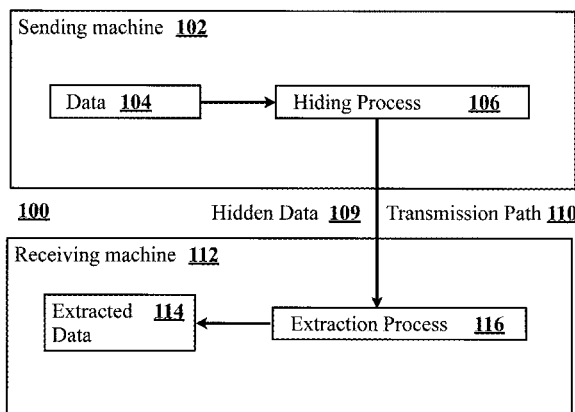 Sending machine 102
Data 104
Hiding Process 106
100
Hidden Data 109
Transmission Path 110
Receiving machine 112
Extracted 114
Data
Extraction Process 116